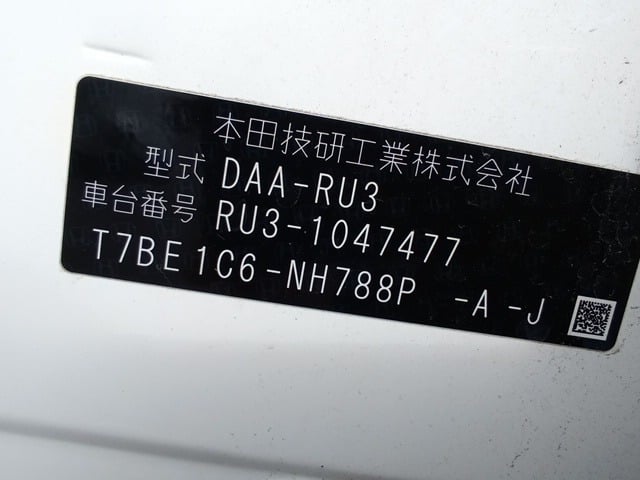 本田技研工業株式会社
型式 DAA-RU3
車台番号 RU3-1047477
T7BE1C6-NH788P -A -J